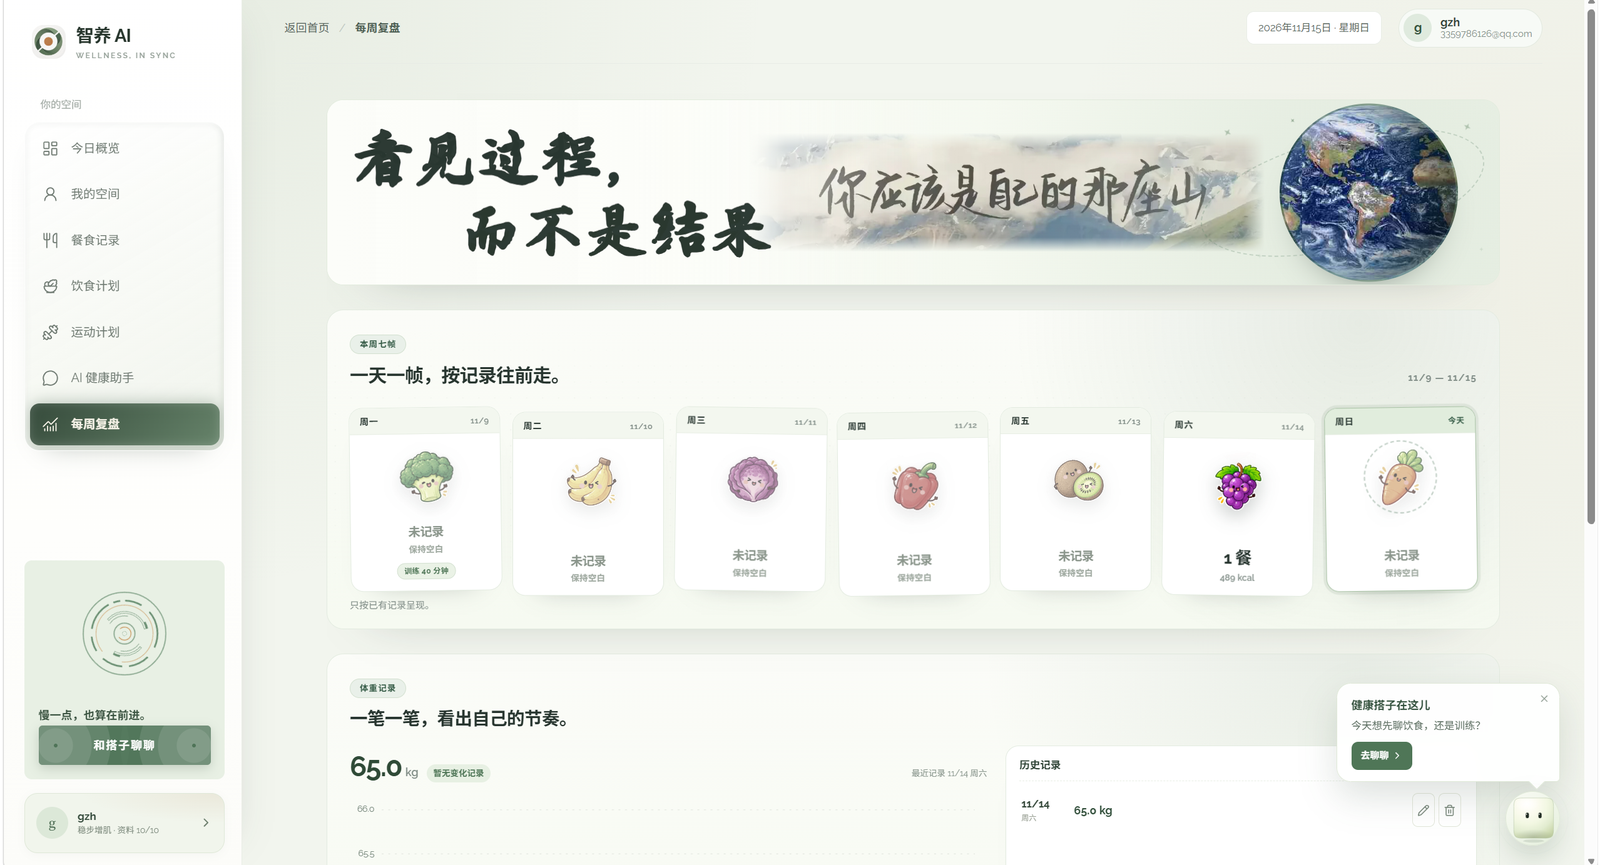 智养 AI
WELLNESS, IN SYNC
你的空间
今日概览
我的空间
餐食记录
饮食计划
运动计划
AI 健康助手
每周复盘
慢一点，也算在前进。
和搭子聊聊
g
gzh
稳步增肌 · 资料 10/10
返回首页 / 每周复盘
2026年11月15日 · 星期日
g
gzh
3359786126@qq.com
看见过程，
而不是结果
你应该是自己的那座山
本周七帧
一天一帧，按记录往前走。
11/9 — 11/15
周一 11/9
未记录
保持空白
训练 40 分钟
周二 11/10
未记录
保持空白
周三 11/11
未记录
保持空白
周四 11/12
未记录
保持空白
周五 11/13
未记录
保持空白
周六 11/14
1 餐
489 kcal
周日 今天
未记录
保持空白
只按已有记录呈现。
体重记录
一笔一笔，看出自己的节奏。
65.0 kg 暂无变化记录
最近记录 11/14 周六
66.0
65.5
历史记录
11/14
周六
65.0 kg
健康搭子在这儿
今天想先聊饮食，还是训练？
去聊聊